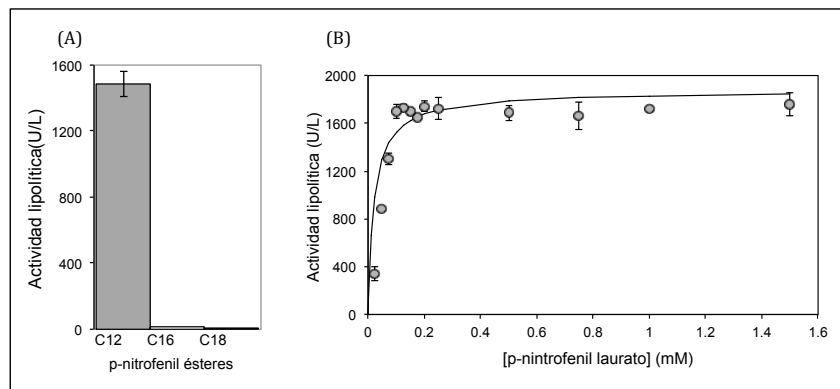 (A)
(B)
Actividad lipolítica(U/L)
1600
1200
800
400
0
C12 C16 C18
p-nitrofenil ésteres
Actividad lipolítica (U/L)
2000
1600
1200
800
400
0
0 0.2 0.4 0.6 0.8 1 1.2 1.4 1.6
[p-nintrofenil laurato] (mM)